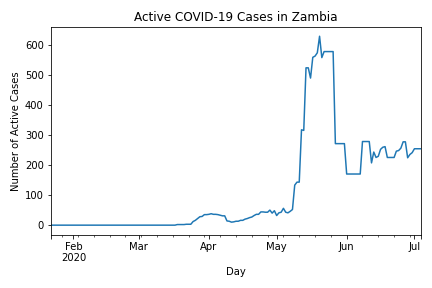 Active COVID-19 Cases in Zambia
600
500
400
300
200
100
0
Number of Active Cases
Feb Mar Apr May Jun Jul
2020
Day